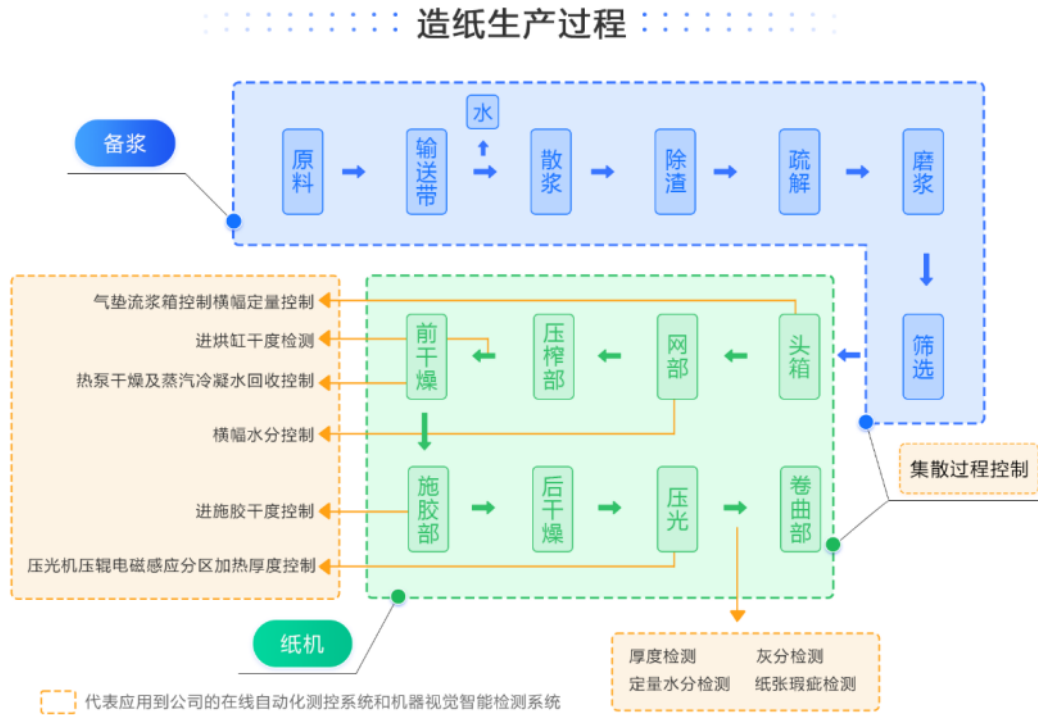 造纸生产过程
备浆
水
原料
输送带
散浆
除渣
疏解
磨浆
筛选
气垫流浆箱控制横幅定量控制
进烘缸干度检测
热泵干燥及蒸汽冷凝水回收控制
横幅水分控制
进施胶干度控制
压光机压辊电磁感应分区加热厚度控制
前干燥
压榨部
网部
头箱
施胶部
后干燥
压光
卷曲部
集散过程控制
纸机
厚度检测 灰分检测
定量水分检测 纸张瑕疵检测
代表应用到公司的在线自动化测控系统和机器视觉智能检测系统